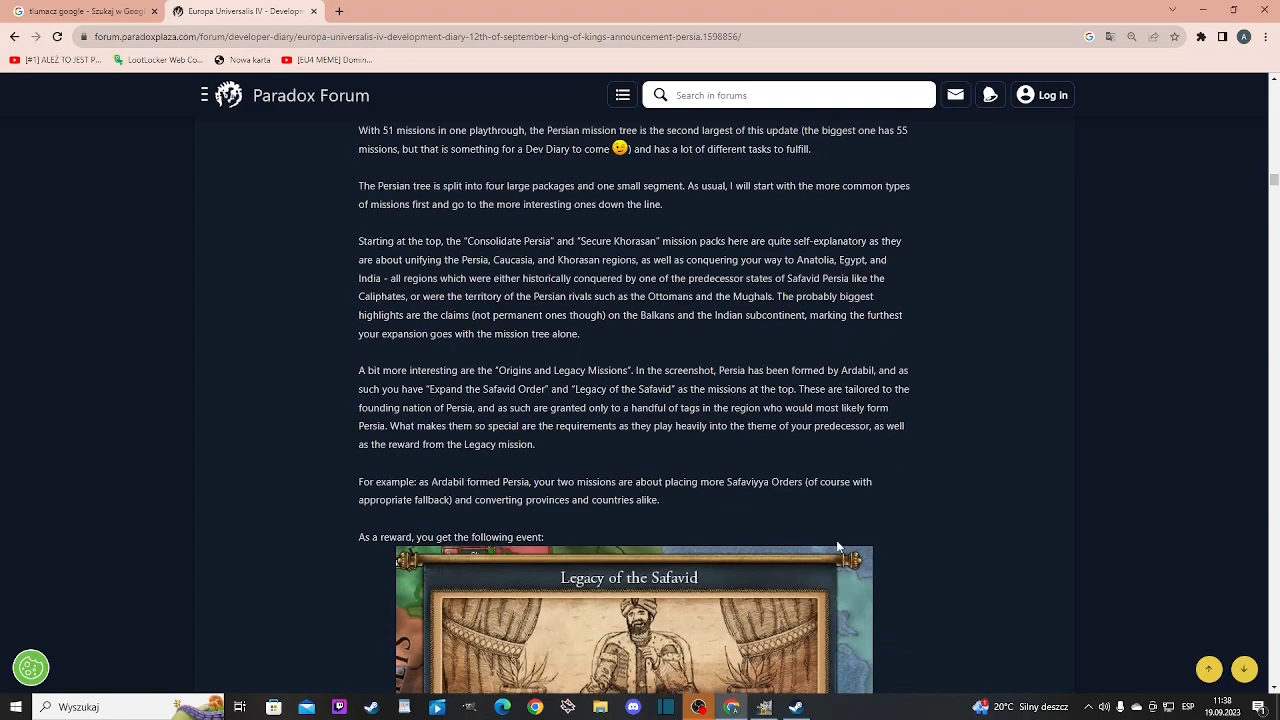 tłumacz google - Szukaj w Googl
Europa Universalis IV - Developm
forum.paradoxplaza.com/forum/developer-diary/europa-universalis-iv-development-diary-12th-of-september-king-of-kings-announcement-persia.1598856/
A
[#1] ALEŻ TO JEST P...
LootLocker Web Co...
Nowa karta
[EU4 MEME] Domin...
Paradox Forum
Search in forums
Log in
With 51 missions in one playthrough, the Persian mission tree is the second largest of this update (the biggest one has 55
missions, but that is something for a Dev Diary to come 😉) and has a lot of different tasks to fulfill.
The Persian tree is split into four large packages and one small segment. As usual, I will start with the more common types
of missions first and go to the more interesting ones down the line.
Starting at the top, the “Consolidate Persia” and “Secure Khorasan” mission packs here are quite self-explanatory as they
are about unifying the Persia, Caucasia, and Khorasan regions, as well as conquering your way to Anatolia, Egypt, and
India - all regions which were either historically conquered by one of the predecessor states of Safavid Persia like the
Caliphates, or were the territory of the Persian rivals such as the Ottomans and the Mughals. The probably biggest
highlights are the claims (not permanent ones though) on the Balkans and the Indian subcontinent, marking the furthest
your expansion goes with the mission tree alone.
A bit more interesting are the “Origins and Legacy Missions”. In the screenshot, Persia has been formed by Ardabil, and as
such you have “Expand the Safavid Order” and “Legacy of the Safavid” as the missions at the top. These are tailored to the
founding nation of Persia, and as such are granted only to a handful of tags in the region who would most likely form
Persia. What makes them so special are the requirements as they play heavily into the theme of your predecessor, as well
as the reward from the Legacy mission.
For example: as Ardabil formed Persia, your two missions are about placing more Safaviyya Orders (of course with
appropriate fallback) and converting provinces and countries alike.
As a reward, you get the following event:
Legacy of the Safavid
Wyszukaj
20°C Silny deszcz
ESP
11:38
19.09.2023